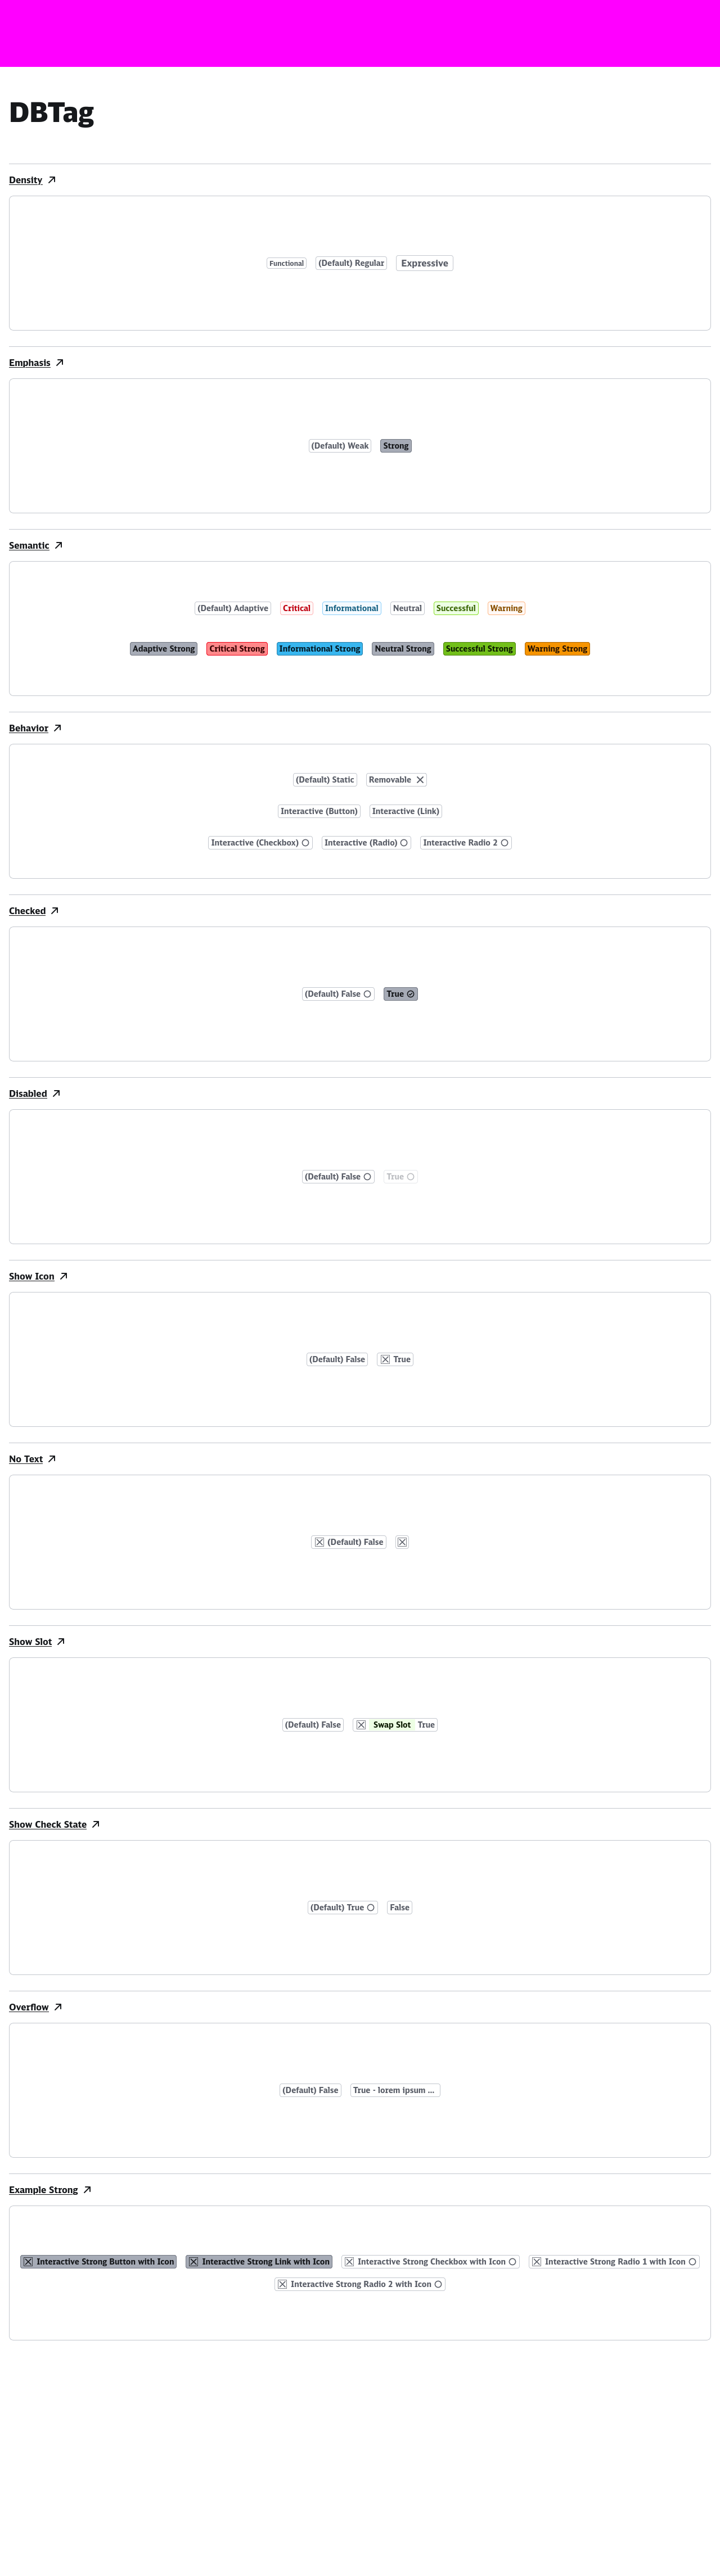 DBTag
Density
Functional (Default) Regular Expressive
Emphasis
(Default) Weak Strong
Semantic
(Default) Adaptive Critical Informational Neutral Successful Warning
Adaptive Strong Critical Strong Informational Strong Neutral Strong Successful Strong Warning Strong
Behavior
(Default) Static Removable
Interactive (Button) Interactive (Link)
Interactive (Checkbox) Interactive (Radio) Interactive Radio 2
Checked
(Default) False True
Disabled
(Default) False True
Show Icon
(Default) False True
No Text
(Default) False
Show Slot
(Default) False Swap Slot True
Show Check State
(Default) True False
Overflow
(Default) False True - lorem ipsum ...
Example Strong
Interactive Strong Button with Icon Interactive Strong Link with Icon Interactive Strong Checkbox with Icon Interactive Strong Radio 1 with Icon
Interactive Strong Radio 2 with Icon